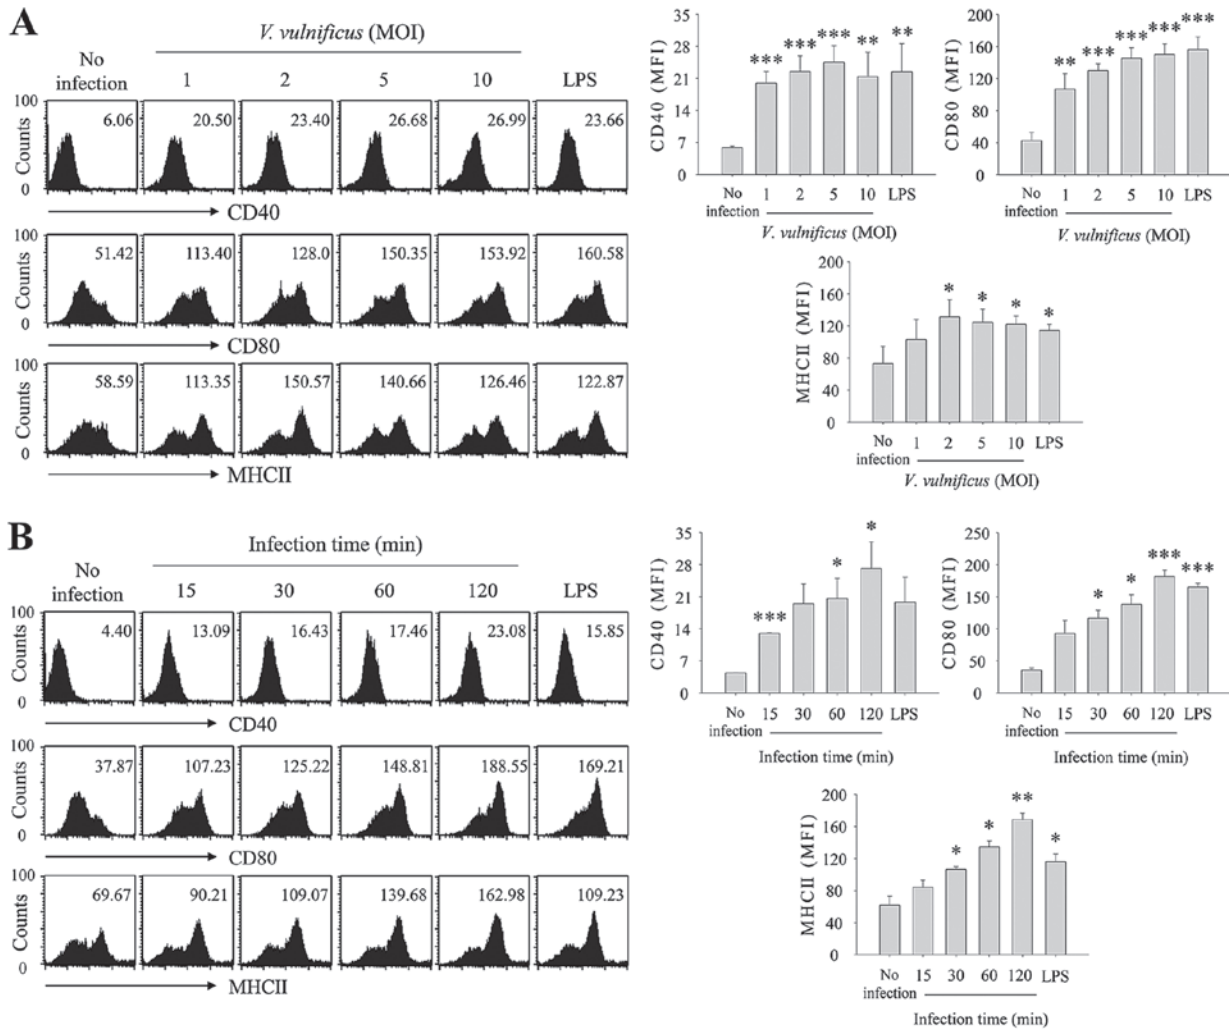 A
V. vulnificus (MOI)
No infection
1 2 5 10 LPS
100
Counts
0
6.06 20.50 23.40 26.68 26.99 23.66
CD40
100
Counts
0
51.42 113.40 128.0 150.35 153.92 160.58
CD80
100
Counts
0
58.59 113.35 150.57 140.66 126.46 122.87
MHCII
CD40 (MFI)
35
28
21
14
7
0
*** *** *** ** **
No infection 1 2 5 10 LPS
V. vulnificus (MOI)
CD80 (MFI)
200
160
120
80
40
0
** *** *** *** ***
No infection 1 2 5 10 LPS
V. vulnificus (MOI)
MHCII (MFI)
200
160
120
80
40
0
* * * *
No infection 1 2 5 10 LPS
V. vulnificus (MOI)
B
Infection time (min)
No infection
15 30 60 120 LPS
100
Counts
0
4.40 13.09 16.43 17.46 23.08 15.85
CD40
100
Counts
0
37.87 107.23 125.22 148.81 188.55 169.21
CD80
100
Counts
0
69.67 90.21 109.07 139.68 162.98 109.23
MHCII
CD40 (MFI)
35
28
21
14
7
0
*** * *
No infection 15 30 60 120 LPS
Infection time (min)
CD80 (MFI)
250
200
150
100
50
0
* * *** ***
No infection 15 30 60 120 LPS
Infection time (min)
MHCII (MFI)
200
160
120
80
40
0
* * ** *
No infection 15 30 60 120 LPS
Infection time (min)